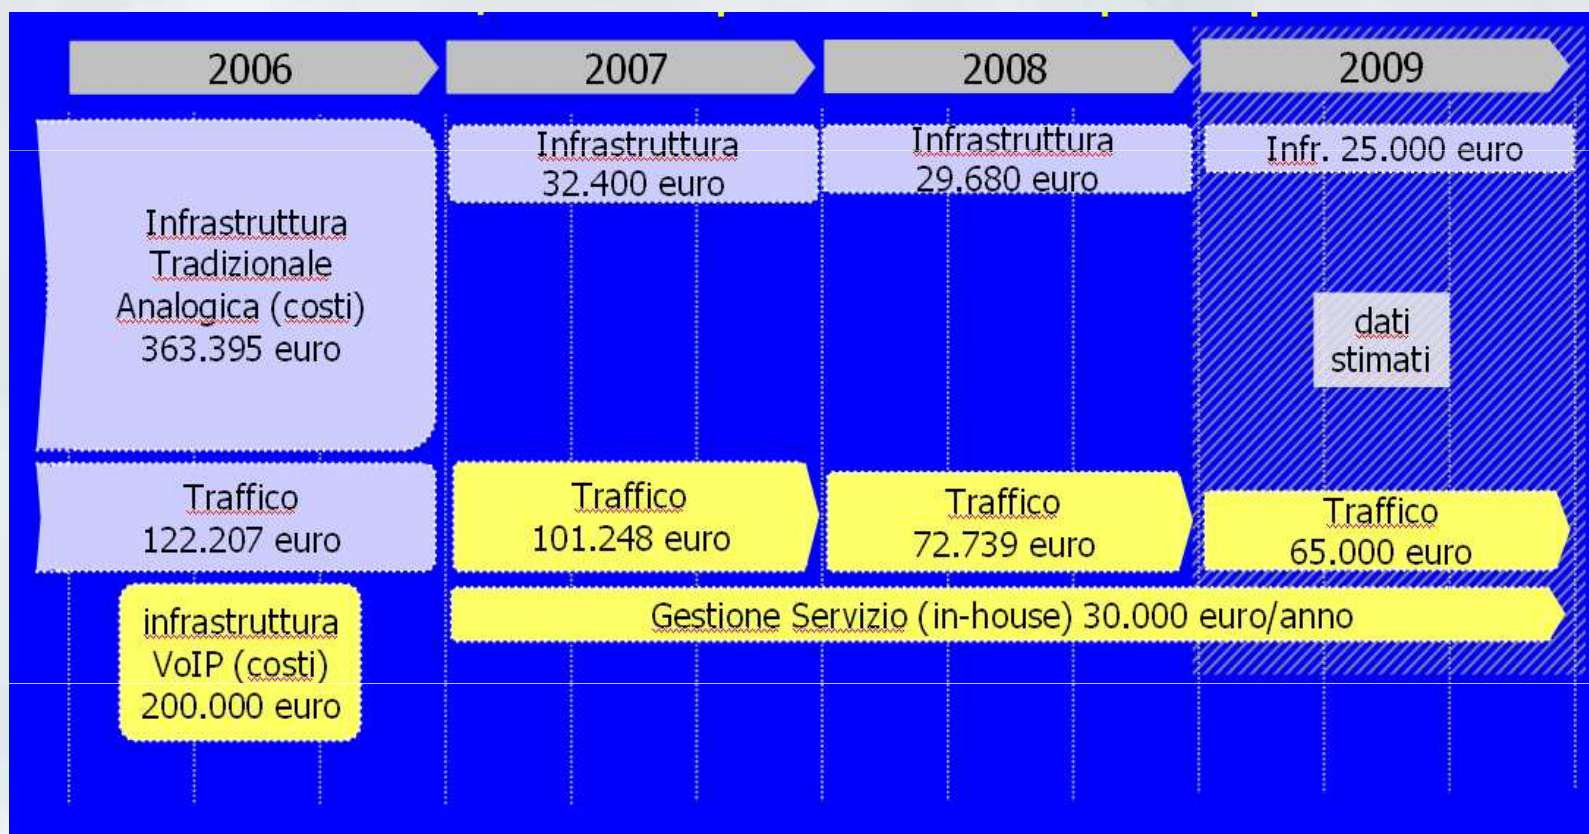 2006
2007
2008
2009
Infrastruttura
Tradizionale
Analogica (costi)
363.395 euro
Infrastruttura
32.400 euro
Infrastruttura
29.680 euro
Infr. 25.000 euro
dati
stimati
Traffico
122.207 euro
Traffico
101.248 euro
Traffico
72.739 euro
Traffico
65.000 euro
infrastruttura
VoIP (costi)
200.000 euro
Gestione Servizio (in-house) 30.000 euro/anno